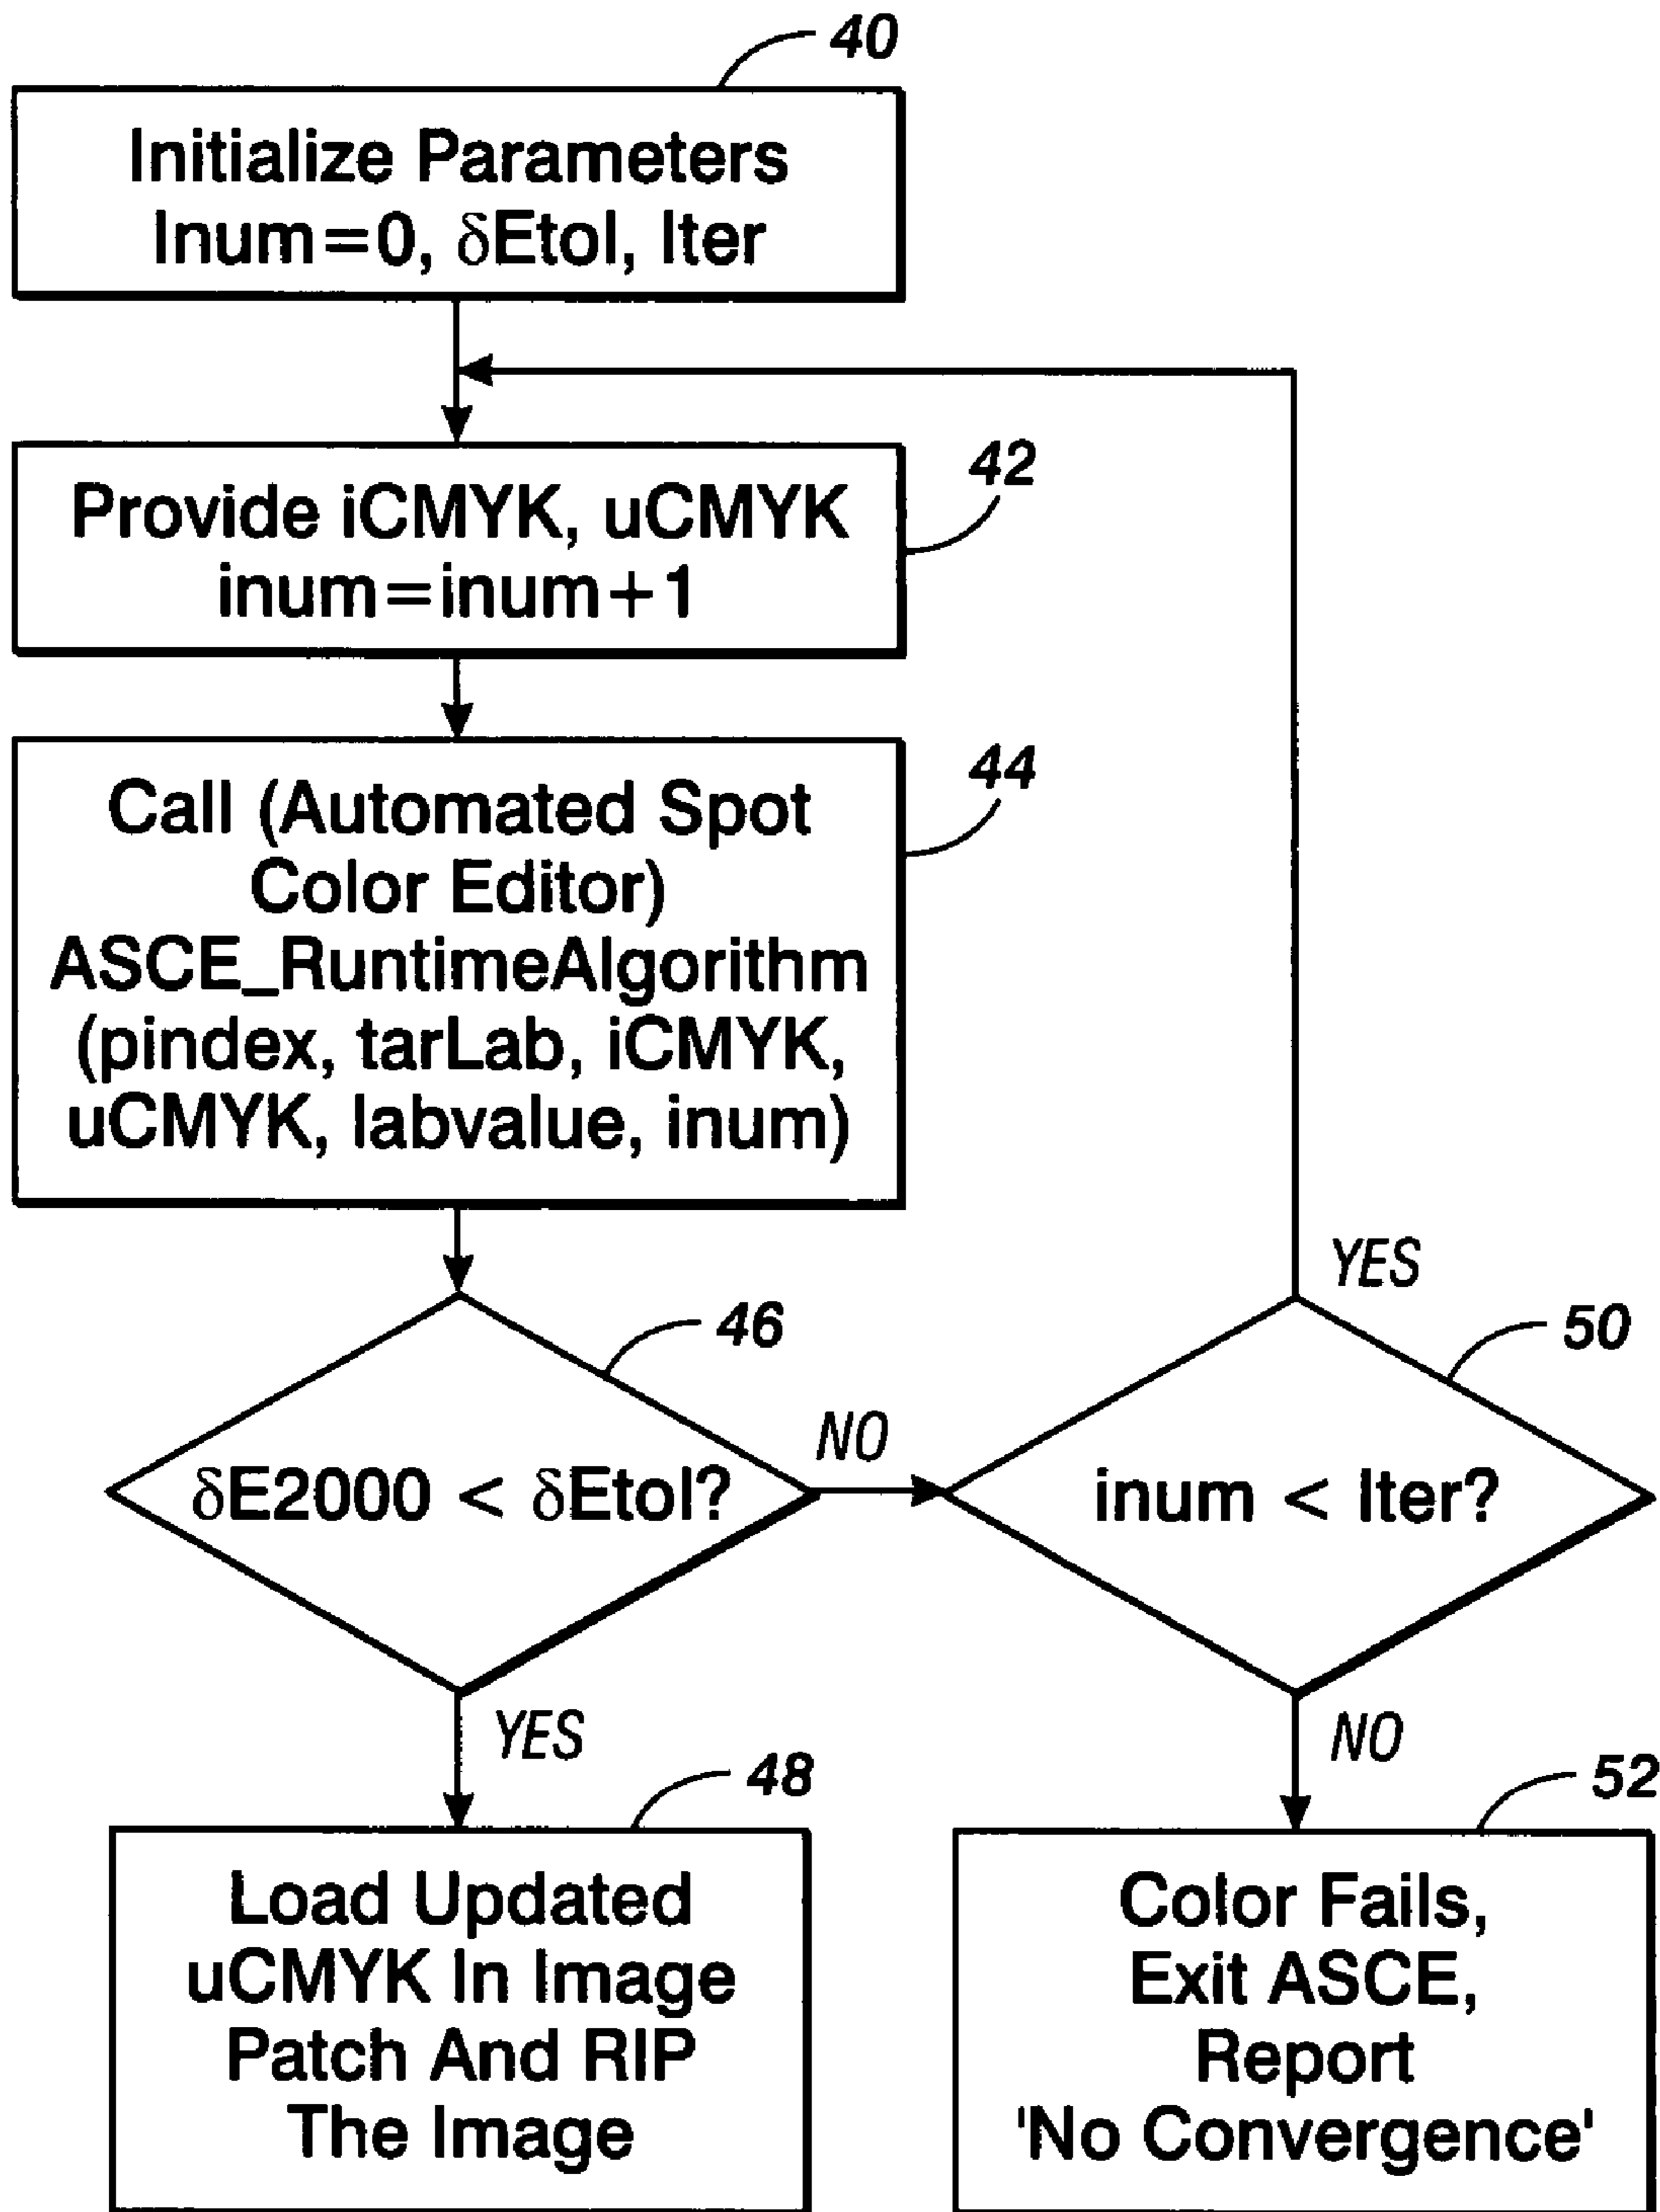 40
Initialize Parameters
Inum=0, δEtol, Iter
42
Provide iCMYK, uCMYK
inum=inum+1
44
Call (Automated Spot
Color Editor)
ASCE_RuntimeAlgorithm
(pindex, tarLab, iCMYK,
uCMYK, labvalue, inum)
46
δE2000 < δEtol?
NO
YES
50
inum < Iter?
YES
NO
48
Load Updated
uCMYK In Image
Patch And RIP
The Image
52
Color Fails,
Exit ASCE,
Report
'No Convergence'